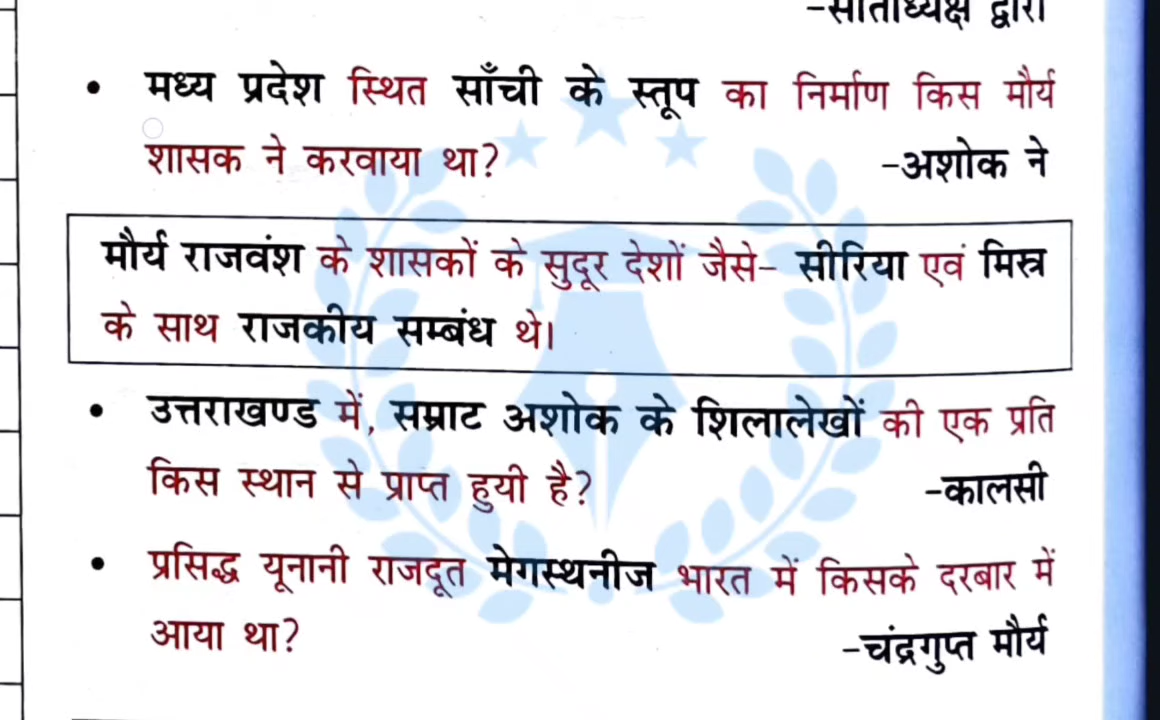 -सीताध्यक्ष द्वारा
• मध्य प्रदेश स्थित साँची के स्तूप का निर्माण किस मौर्य
शासक ने करवाया था? -अशोक ने
मौर्य राजवंश के शासकों के सुदूर देशों जैसे- सीरिया एवं मिस्र
के साथ राजकीय सम्बंध थे।
• उत्तराखण्ड में, सम्राट अशोक के शिलालेखों की एक प्रति
किस स्थान से प्राप्त हुयी है? -कालसी
• प्रसिद्ध यूनानी राजदूत मेगस्थनीज भारत में किसके दरबार में
आया था? -चंद्रगुप्त मौर्य